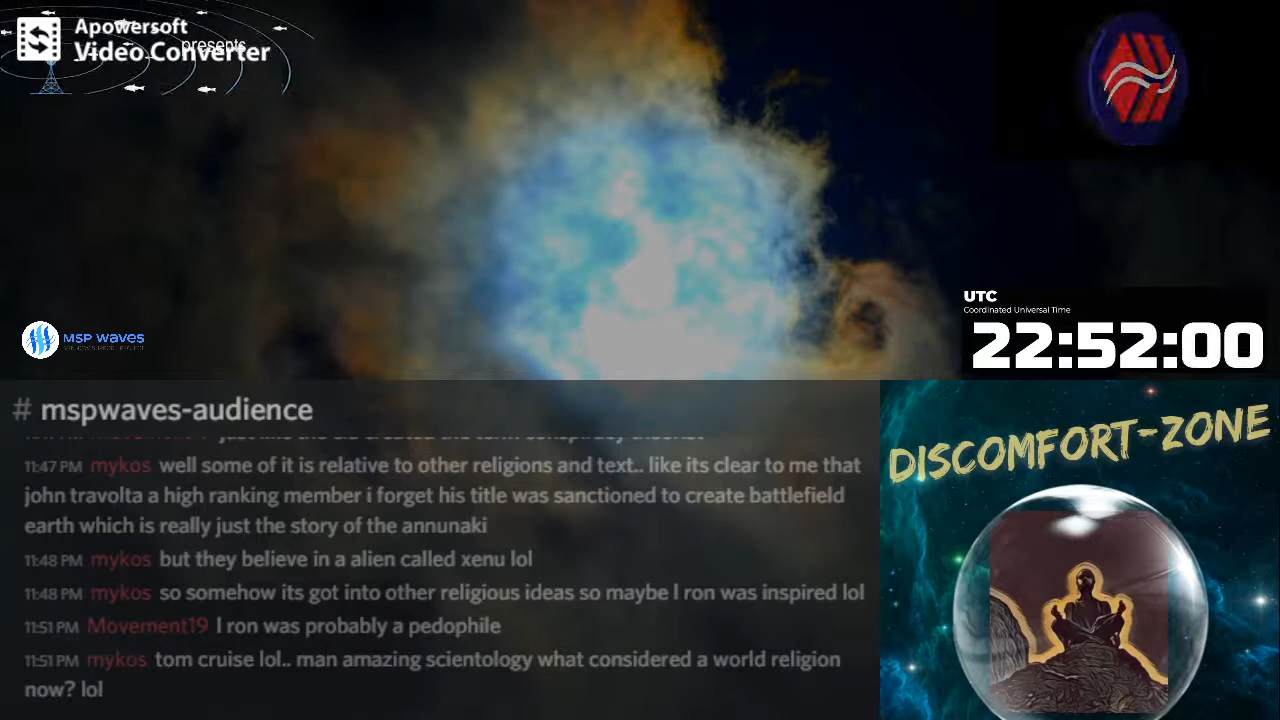 Apowersoft
presents
Video Converter
MSP WAVES
UTC
Coordinated Universal Time
22:52:00
# mspwaves-audience
11:47 PM mykos well some of it is relative to other religions and text.. like its clear to me that
john travolta a high ranking member i forget his title was sanctioned to create battlefield
earth which is really just the story of the annunaki
11:48 PM mykos but they believe in a alien called xenu lol
11:48 PM mykos so somehow its got into other religious ideas so maybe l ron was inspired lol
11:51 PM Movement19 l ron was probably a pedophile
11:51 PM mykos tom cruise lol.. man amazing scientology what considered a world religion
now? lol
DISCOMFORT-ZONE